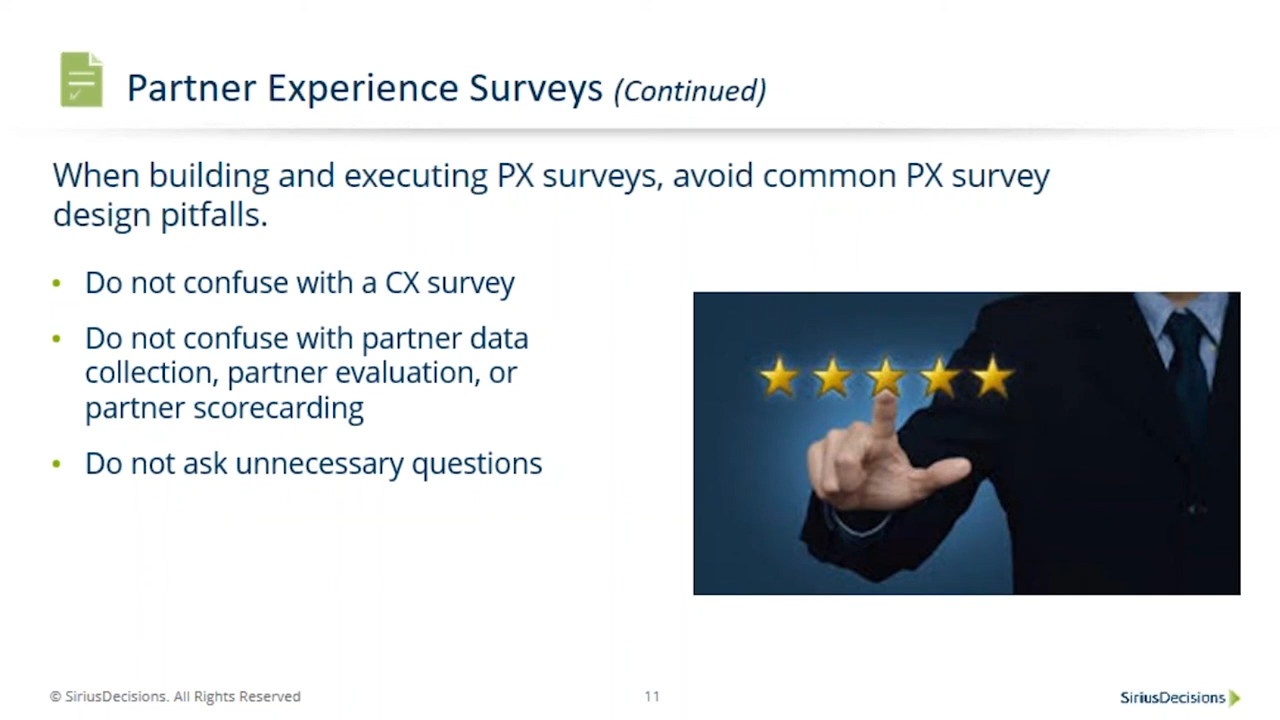 Partner Experience Surveys (Continued)
When building and executing PX surveys, avoid common PX survey
design pitfalls.
• Do not confuse with a CX survey
• Do not confuse with partner data
collection, partner evaluation, or
partner scorecarding
• Do not ask unnecessary questions
© SiriusDecisions. All Rights Reserved
11
SiriusDecisions